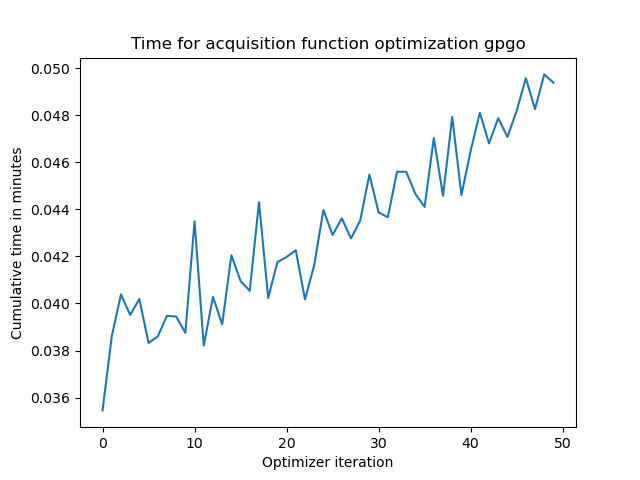 Time for acquisition function optimization gpgo
0.050
0.048
0.046
0.044
0.042
0.040
0.038
0.036
Cumulative time in minutes
0 10 20 30 40 50
Optimizer iteration